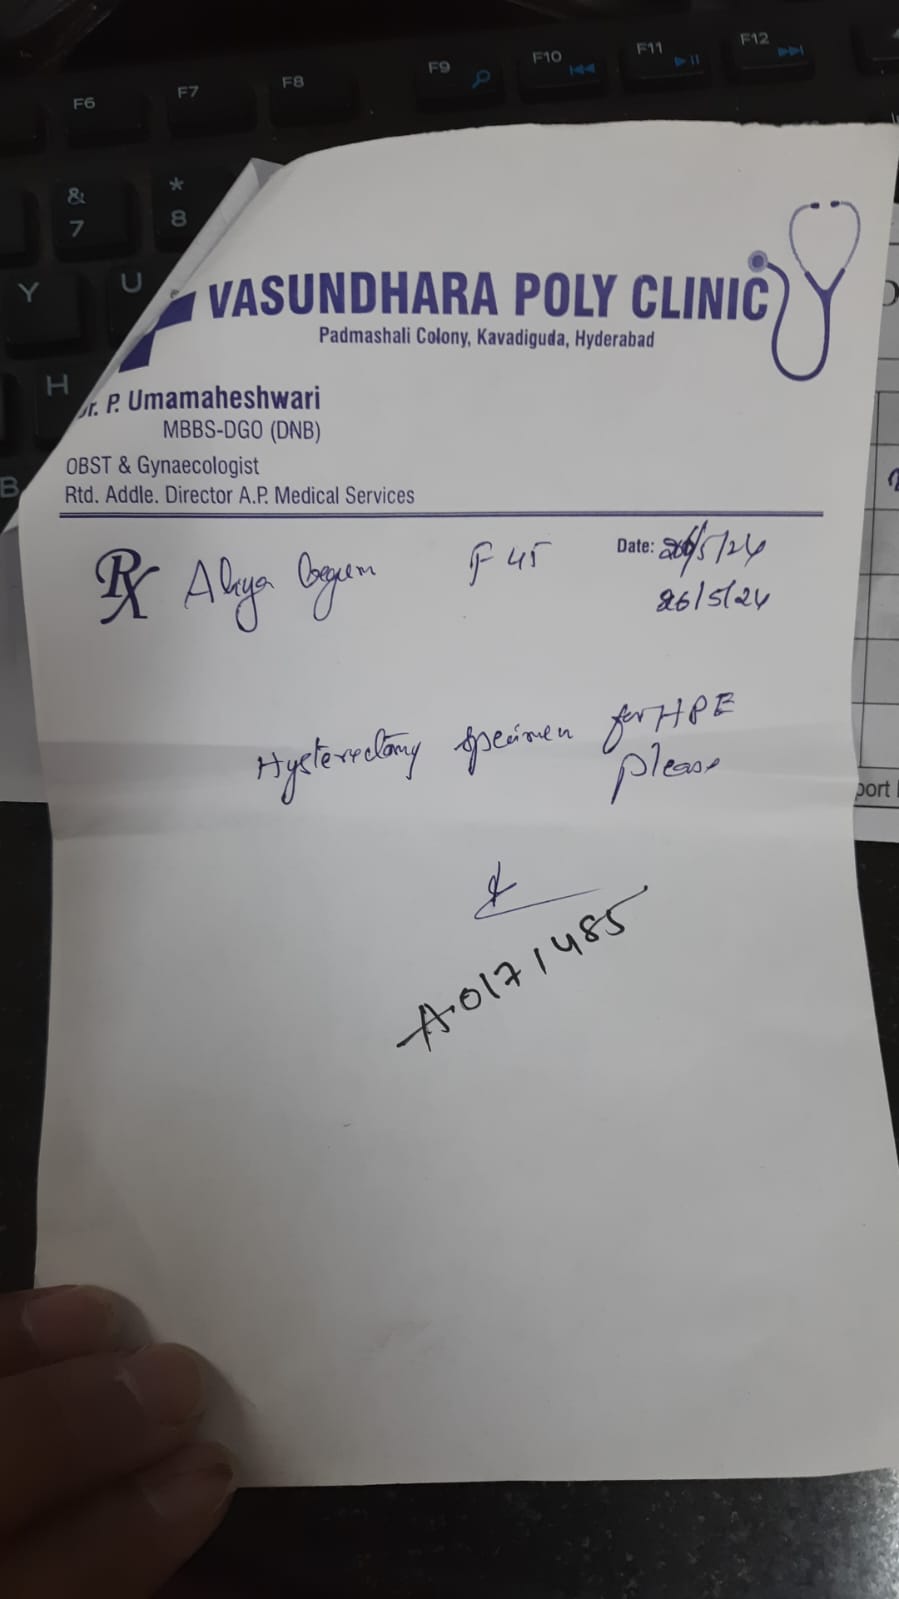 F6 F7 F8 F9 F10 F11 F12
& 7 * 8
Y U
H
B
VASUNDHARA POLY CLINIC
Padmashali Colony, Kavadiguda, Hyderabad
Dr. P. Umamaheshwari
MBBS-DGO (DNB)
OBST & Gynaecologist
Rtd. Addle. Director A.P. Medical Services
Rx begum F 45 Date: 26/5/24
26/5/24
Hysterectomy specimen for HPE
please
A0171485
port